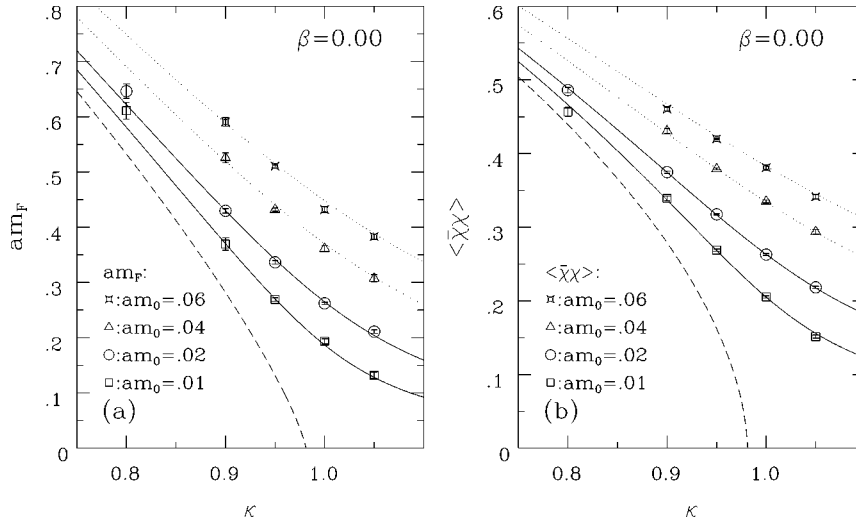 β=0.00
.8
.7
.6
.5
.4
.3
.2
.1
0
am_F
am_F:
¤:am₀=.06
△:am₀=.04
○:am₀=.02
□:am₀=.01
(a)
0.8 0.9 1.0
κ
β=0.00
.6
.5
.4
.3
.2
.1
0
<χ̄χ>
<χ̄χ>:
¤:am₀=.06
△:am₀=.04
○:am₀=.02
□:am₀=.01
(b)
0.8 0.9 1.0
κ